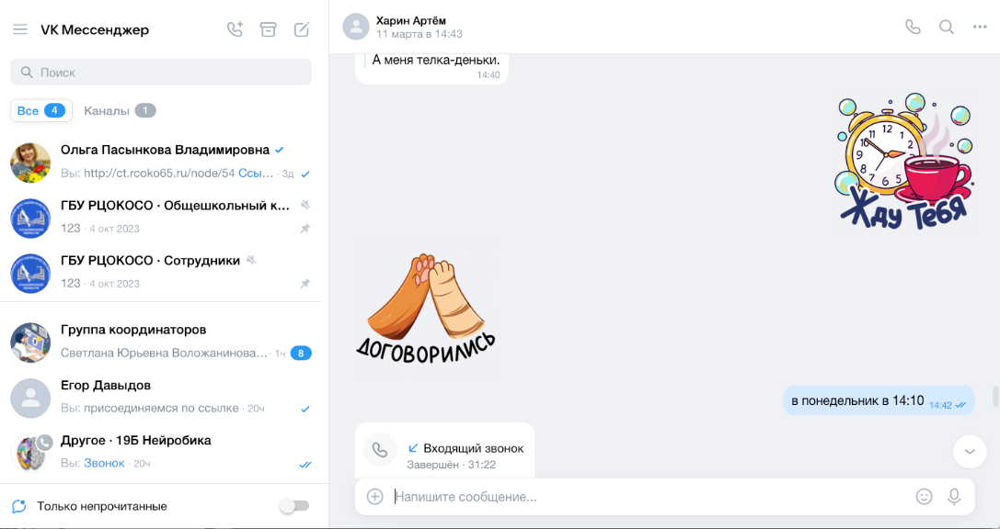 VK Мессенджер
Поиск
Все 4
Каналы 1
Ольга Пасынкова Владимировна
Вы: http://ct.rcoko65.ru/node/54 Ссы… · 3д
ГБУ РЦОКОСО · Общешкольный к…
123 · 4 окт 2023
ГБУ РЦОКОСО · Сотрудники
123 · 4 окт 2023
Группа координаторов
Светлана Юрьевна Воложанинова… · 1ч 8
Егор Давыдов
Вы: присоединяемся по ссылке · 20ч
Другое · 19Б Нейробика
Вы: Звонок · 20ч
Только непрочитанные
Харин Артём
11 марта в 14:43
А меня телка-деньки.
14:40
11 12 1
10 2
9 3
8 4
7 6 5
Жду Тебя
ДОГОВОРИЛИСЬ
в понедельник в 14:10 14:42
Входящий звонок
Завершён · 31:22
Напишите сообщение...